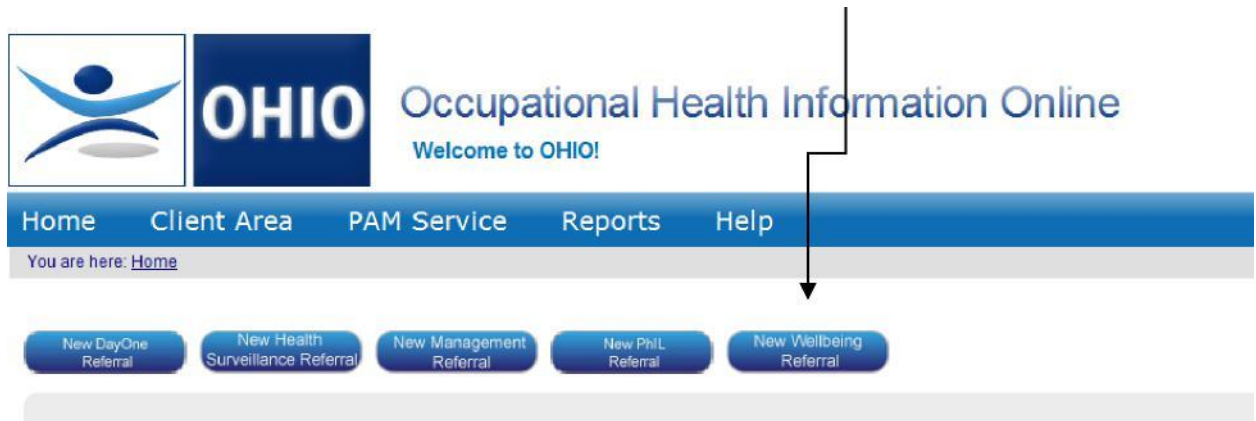 OHIO
Occupational Health Information Online
Welcome to OHIO!
Home Client Area PAM Service Reports Help
You are here: Home
New DayOne
Referral
New Health
Surveillance Referral
New Management
Referral
New PhIL
Referral
New Wellbeing
Referral